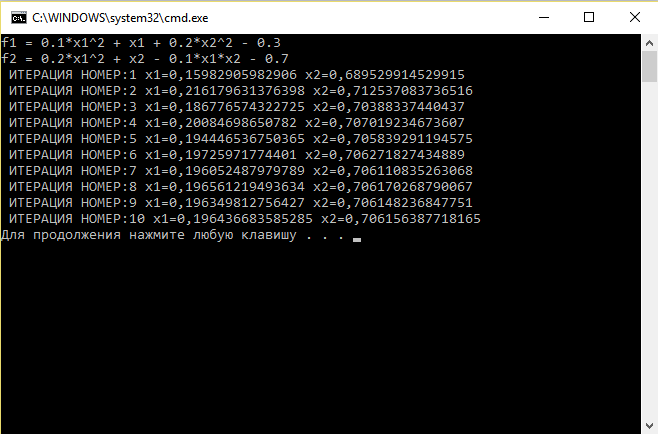 C:\WINDOWS\system32\cmd.exe
f1 = 0.1*x1^2 + x1 + 0.2*x2^2 - 0.3
f2 = 0.2*x1^2 + x2 - 0.1*x1*x2 - 0.7
ИТЕРАЦИЯ НОМЕР:1 x1=0,15982905982906 x2=0,689529914529915
ИТЕРАЦИЯ НОМЕР:2 x1=0,216179631376398 x2=0,712537083736516
ИТЕРАЦИЯ НОМЕР:3 x1=0,186776574322725 x2=0,70388337440437
ИТЕРАЦИЯ НОМЕР:4 x1=0,20084698650782 x2=0,707019234673607
ИТЕРАЦИЯ НОМЕР:5 x1=0,194446536750365 x2=0,705839291194575
ИТЕРАЦИЯ НОМЕР:6 x1=0,19725971774401 x2=0,706271827434889
ИТЕРАЦИЯ НОМЕР:7 x1=0,196052487979789 x2=0,706110835263068
ИТЕРАЦИЯ НОМЕР:8 x1=0,196561219493634 x2=0,706170268790067
ИТЕРАЦИЯ НОМЕР:9 x1=0,196349812756427 x2=0,706148236847751
ИТЕРАЦИЯ НОМЕР:10 x1=0,196436683585285 x2=0,706156387718165
Для продолжения нажмите любую клавишу . . .